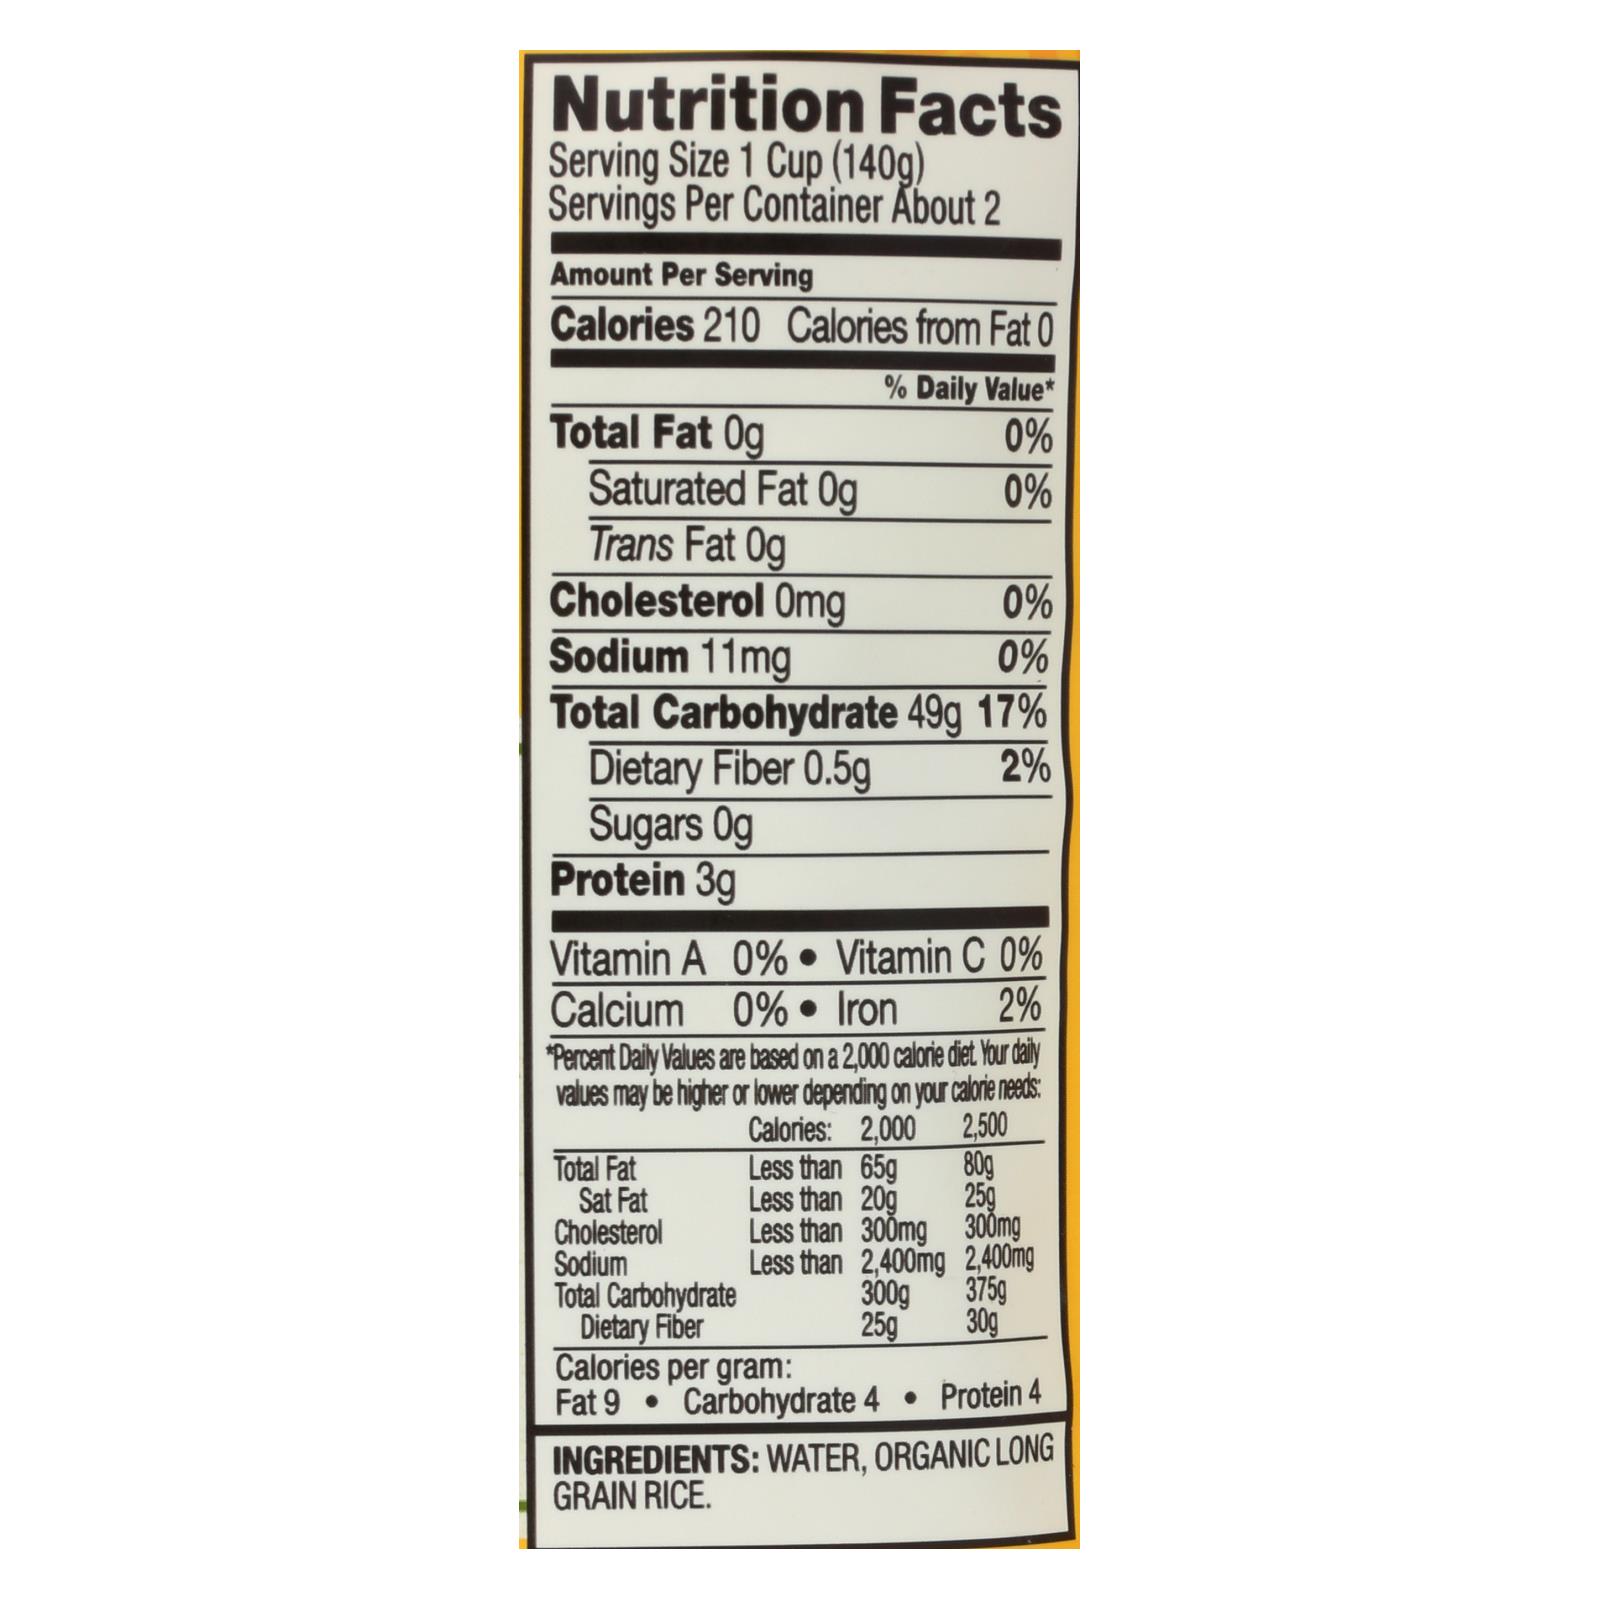 Nutrition Facts
Serving Size 1 Cup (140g)
Servings Per Container About 2
Amount Per Serving
Calories 210 Calories from Fat 0
% Daily Value*
Total Fat 0g 0%
Saturated Fat 0g 0%
Trans Fat 0g
Cholesterol 0mg 0%
Sodium 11mg 0%
Total Carbohydrate 49g 17%
Dietary Fiber 0.5g 2%
Sugars 0g
Protein 3g
Vitamin A 0% • Vitamin C 0%
Calcium 0% • Iron 2%
*Percent Daily Values are based on a 2,000 calorie diet. Your daily
values may be higher or lower depending on your calorie needs:
Calories: 2,000 2,500
Total Fat Less than 65g 80g
Sat Fat Less than 20g 25g
Cholesterol Less than 300mg 300mg
Sodium Less than 2,400mg 2,400mg
Total Carbohydrate 300g 375g
Dietary Fiber 25g 30g
Calories per gram:
Fat 9 • Carbohydrate 4 • Protein 4
INGREDIENTS: WATER, ORGANIC LONG
GRAIN RICE.